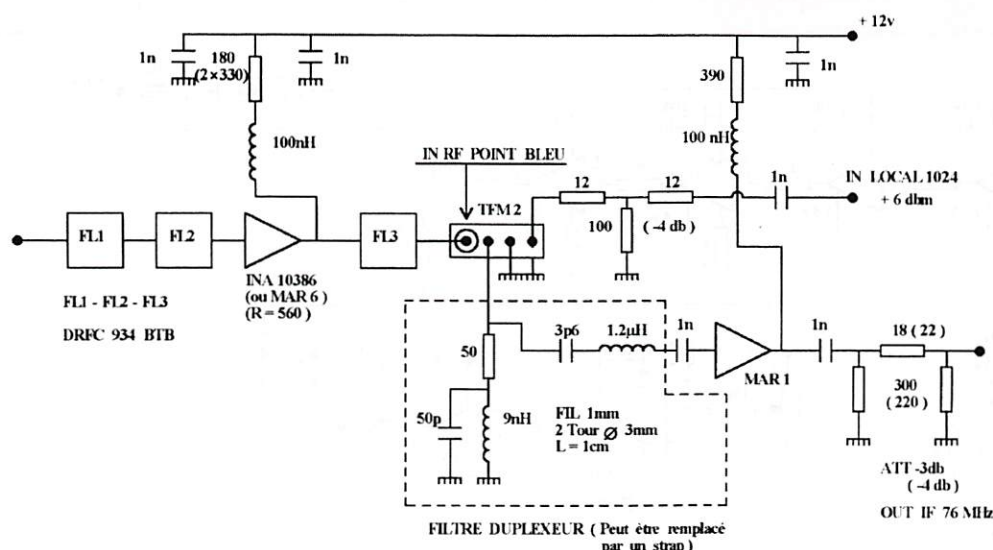 + 12v
1n
180
(2×330)
1n
390
1n
100nH
100 nH
IN RF POINT BLEU
12
12
1n
IN LOCAL 1024
+ 6 dbm
TFM 2
100
( -4 db)
FL1
FL2
FL3
INA 10386
(ou MAR 6 )
(R = 560 )
FL1 - FL2 - FL3
DRFC 934 BTB
3p6
1.2µH
1n
1n
18 ( 22 )
50
MAR 1
300
( 220 )
50p
9nH
FIL 1mm
2 Tour Ø 3mm
L = 1cm
ATT -3db
( -4db )
OUT IF 76 MHz
FILTRE DUPLEXEUR ( Peut être remplacé
par un strap )